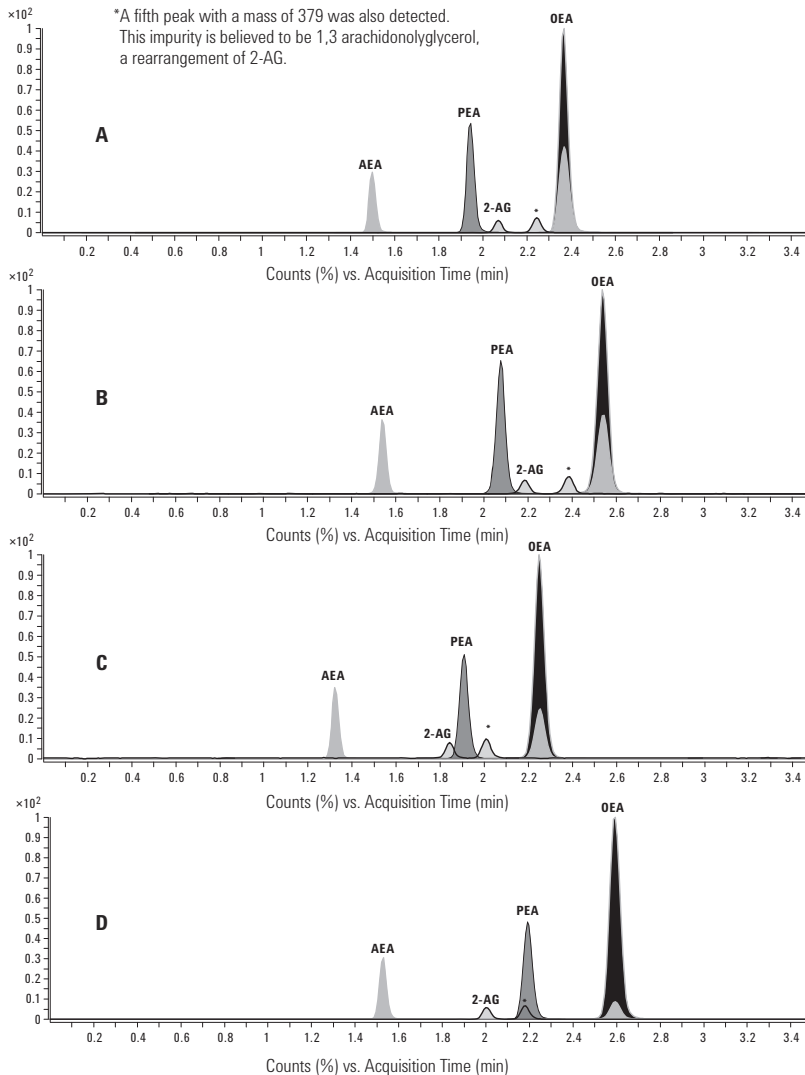 *A fifth peak with a mass of 379 was also detected.
This impurity is believed to be 1,3 arachidonolyglycerol,
a rearrangement of 2-AG.
×10²
1
0.9
0.8
0.7
0.6
0.5
0.4
0.3
0.2
0.1
0
A
AEA
PEA
2-AG
*
OEA
0.2 0.4 0.6 0.8 1 1.2 1.4 1.6 1.8 2 2.2 2.4 2.6 2.8 3 3.2 3.4
Counts (%) vs. Acquisition Time (min)
×10²
1
0.9
0.8
0.7
0.6
0.5
0.4
0.3
0.2
0.1
0
B
AEA
PEA
2-AG
*
OEA
0.2 0.4 0.6 0.8 1 1.2 1.4 1.6 1.8 2 2.2 2.4 2.6 2.8 3 3.2 3.4
Counts (%) vs. Acquisition Time (min)
×10²
1
0.9
0.8
0.7
0.6
0.5
0.4
0.3
0.2
0.1
0
C
AEA
2-AG
PEA
*
OEA
0.2 0.4 0.6 0.8 1 1.2 1.4 1.6 1.8 2 2.2 2.4 2.6 2.8 3 3.2 3.4
Counts (%) vs. Acquisition Time (min)
×10²
1
0.9
0.8
0.7
0.6
0.5
0.4
0.3
0.2
0.1
0
D
AEA
2-AG
PEA
*
OEA
0.2 0.4 0.6 0.8 1 1.2 1.4 1.6 1.8 2 2.2 2.4 2.6 2.8 3 3.2 3.4
Counts (%) vs. Acquisition Time (min)